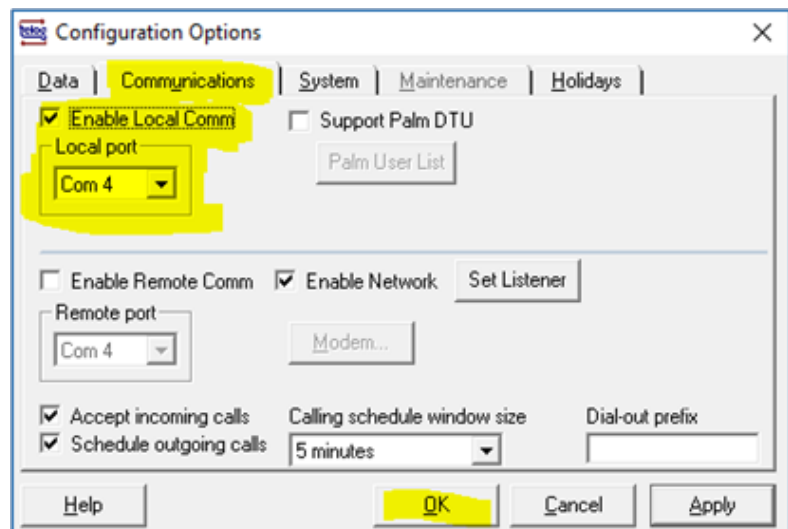 telog Configuration Options
Data Communications System Maintenance Holidays
Enable Local Comm Support Palm DTU
Local port
Com 4 Palm User List
Enable Remote Comm Enable Network Set Listener
Remote port
Com 4 Modem...
Accept incoming calls Calling schedule window size Dial-out prefix
Schedule outgoing calls 5 minutes
Help OK Cancel Apply